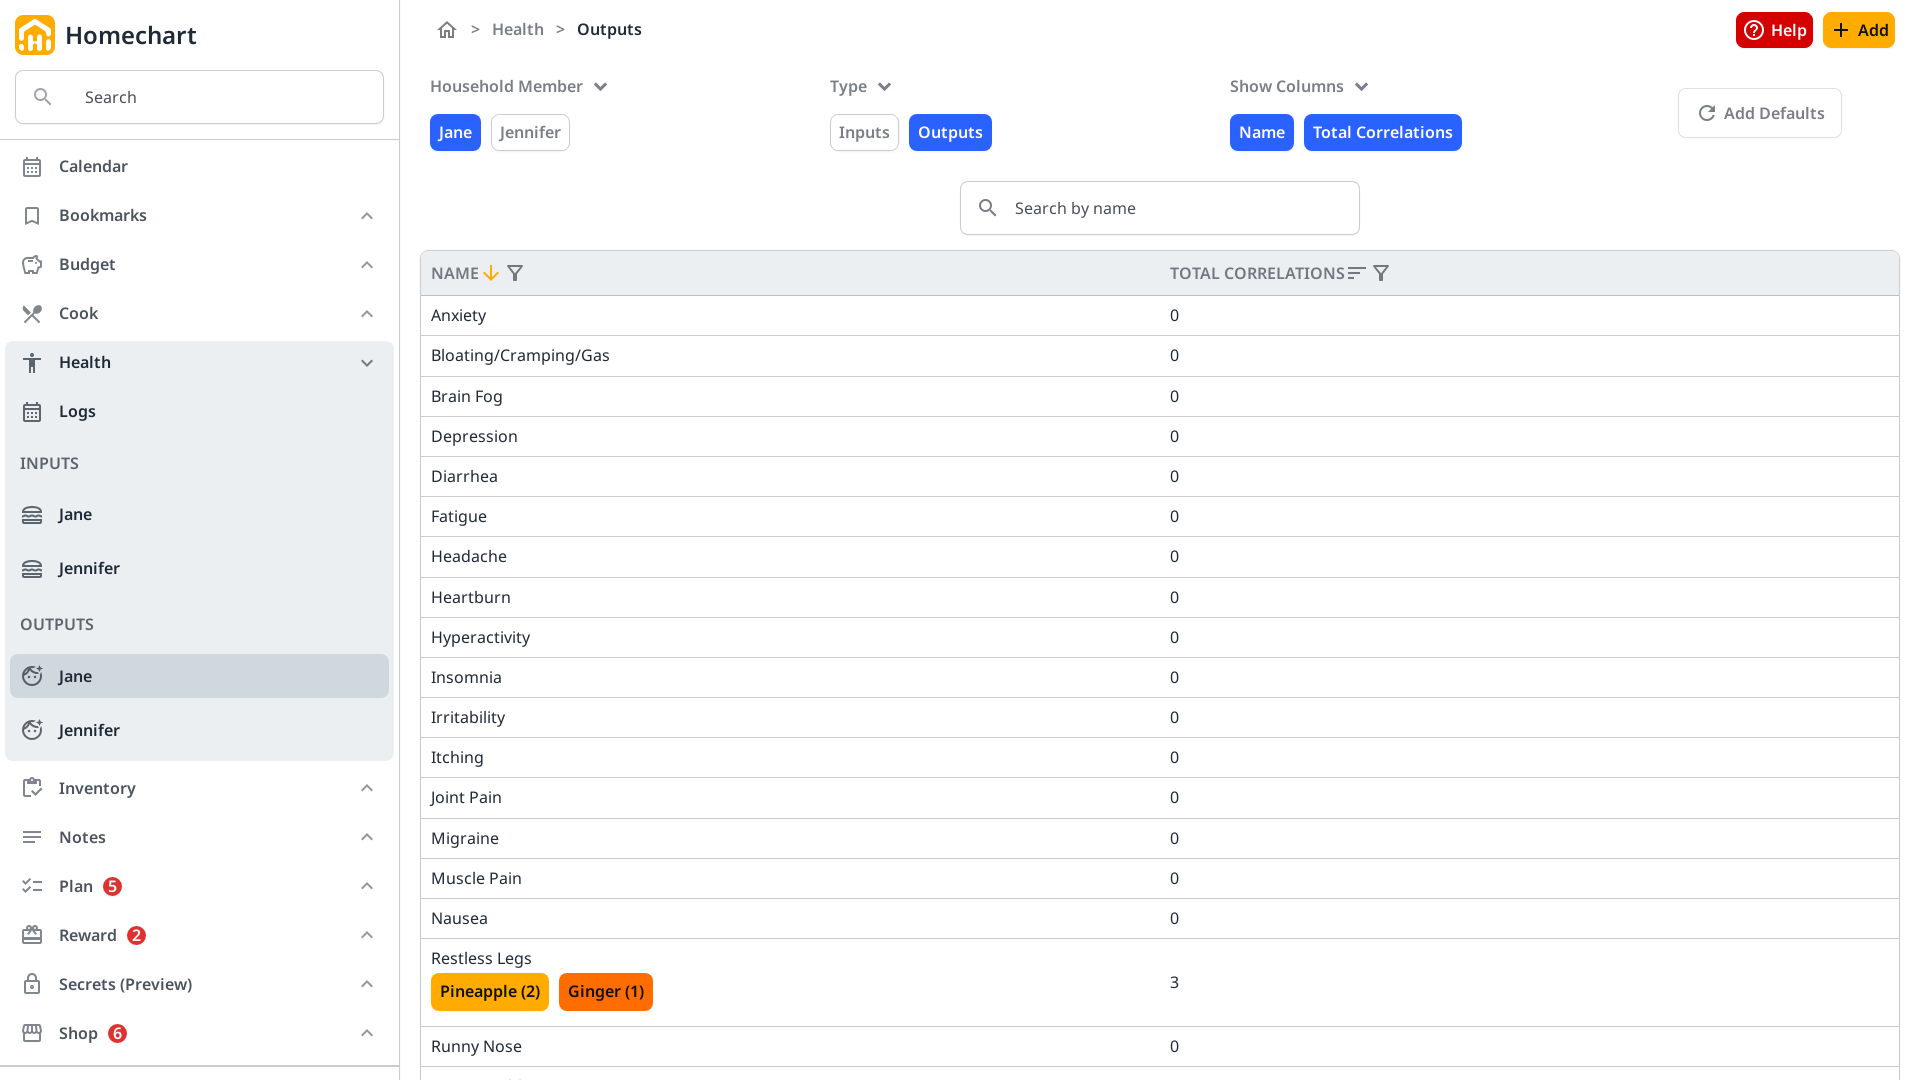 Homechart
Search
Calendar
Bookmarks
Budget
Cook
Health
Logs
INPUTS
Jane
Jennifer
OUTPUTS
Jane
Jennifer
Inventory
Notes
Plan 5
Reward 2
Secrets (Preview)
Shop 6
> Health > Outputs
Help
Add
Household Member
Jane Jennifer
Type
Inputs Outputs
Show Columns
Name Total Correlations
Add Defaults
Search by name
NAME TOTAL CORRELATIONS
Anxiety 0
Bloating/Cramping/Gas 0
Brain Fog 0
Depression 0
Diarrhea 0
Fatigue 0
Headache 0
Heartburn 0
Hyperactivity 0
Insomnia 0
Irritability 0
Itching 0
Joint Pain 0
Migraine 0
Muscle Pain 0
Nausea 0
Restless Legs
Pineapple (2) Ginger (1) 3
Runny Nose 0